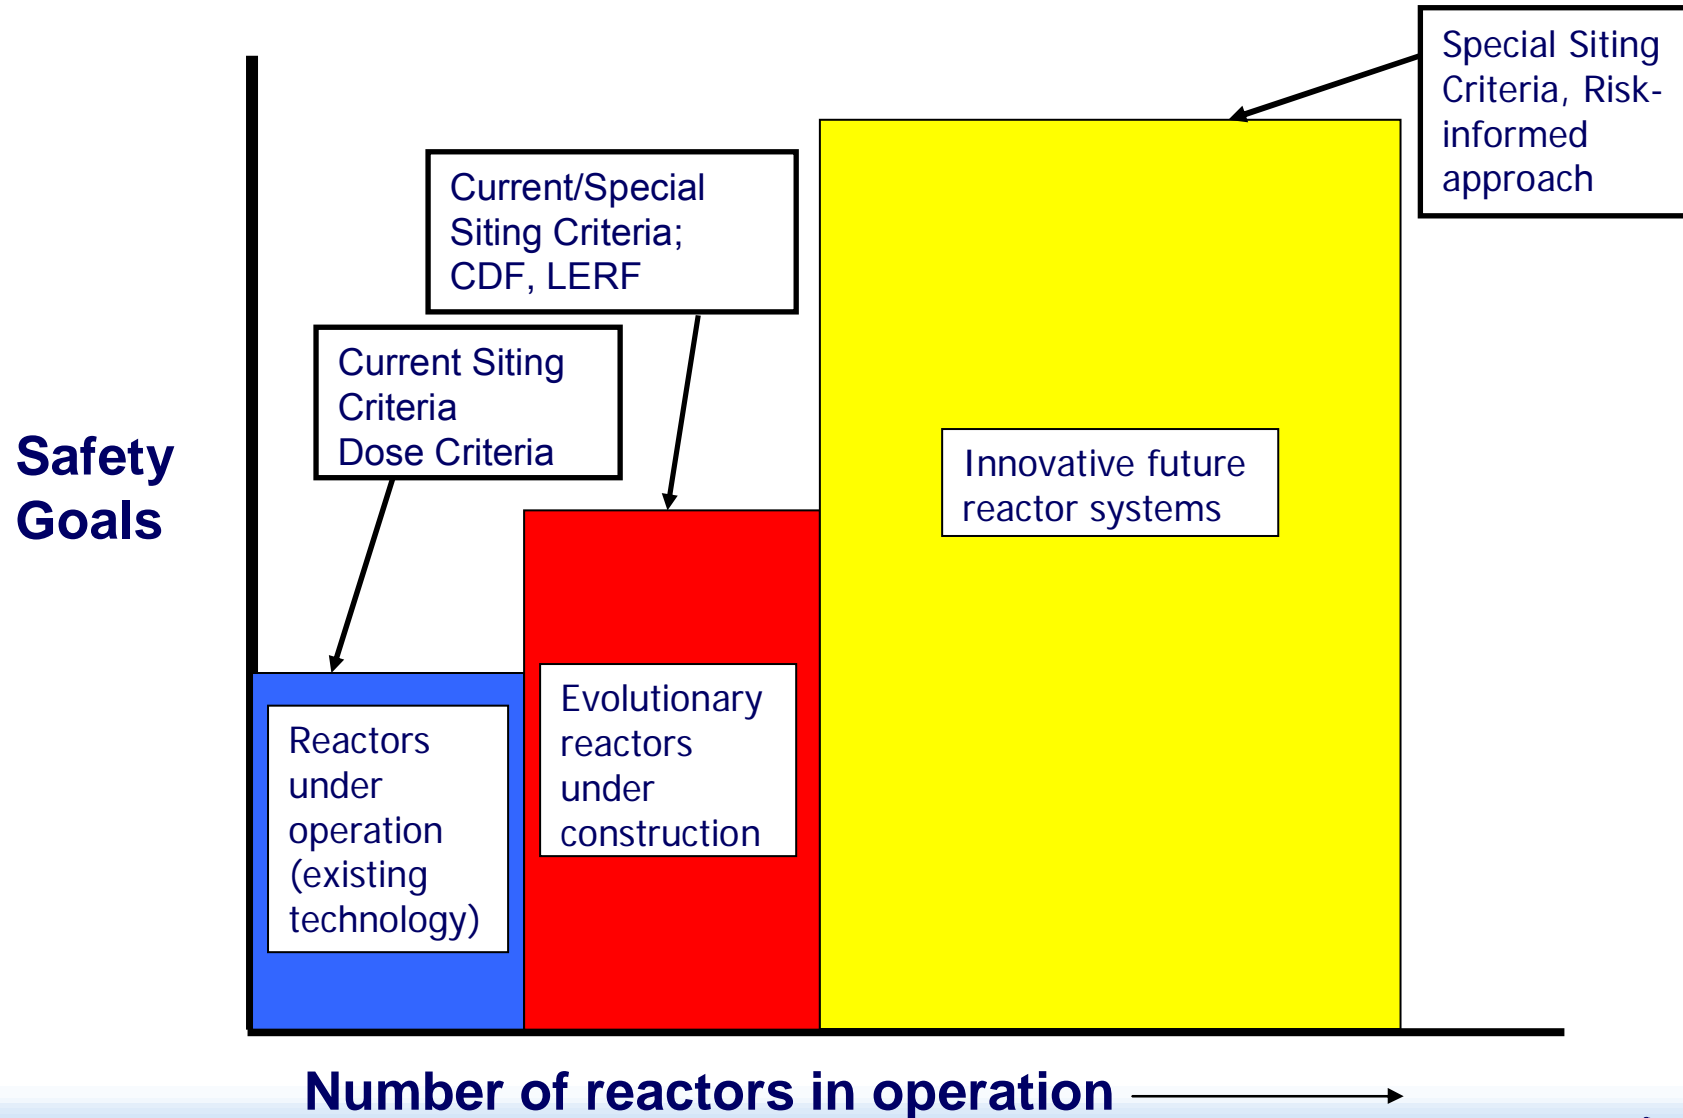 Special Siting
Criteria, Risk-
informed
approach
Current/Special
Siting Criteria;
CDF, LERF
Current Siting
Criteria
Dose Criteria
Safety
Goals
Innovative future
reactor systems
Evolutionary
reactors
under
construction
Reactors
under
operation
(existing
technology)
Number of reactors in operation